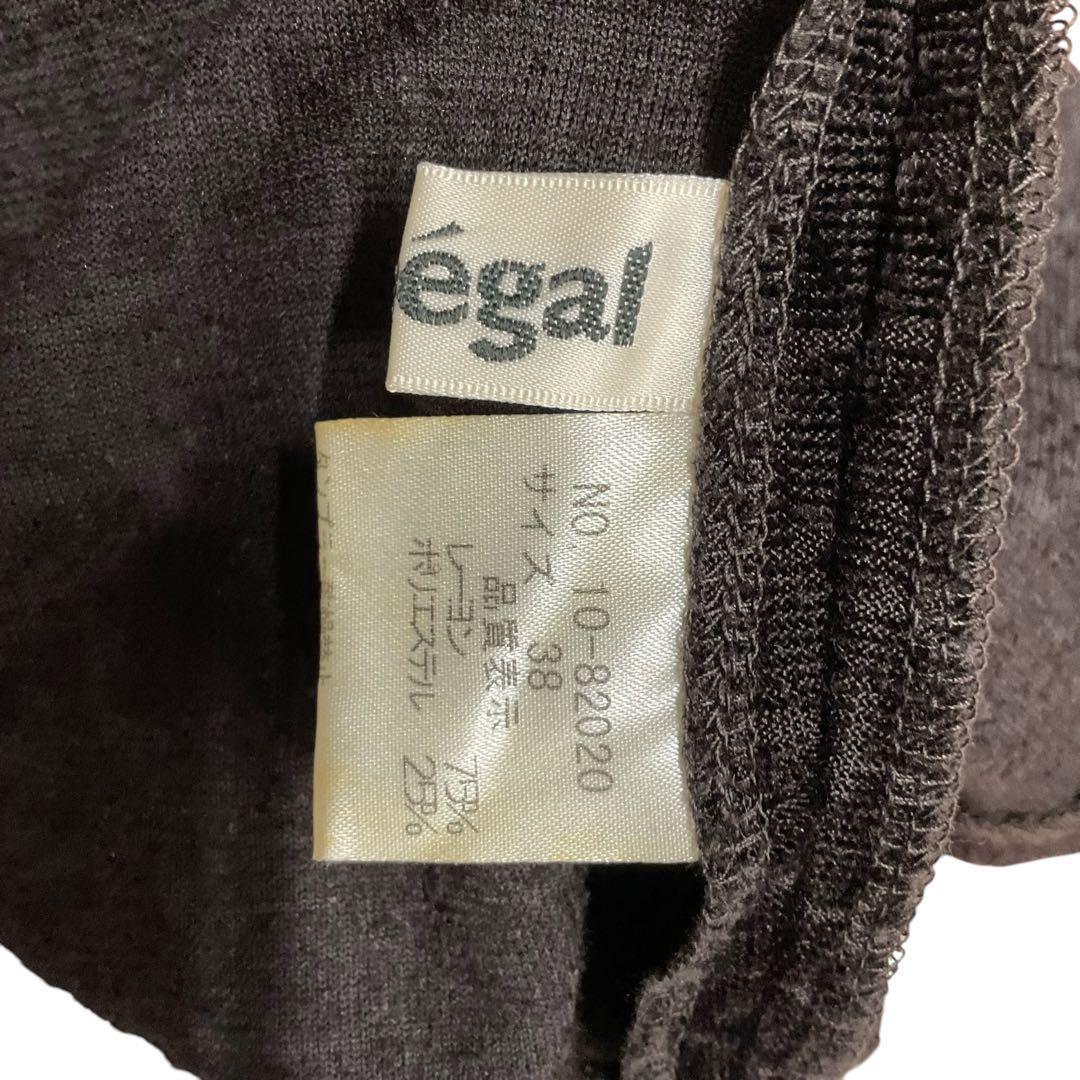 égal
NO. 10-82020
サイズ 38
品質表示
レーヨン 75%
ポリエステル 25%